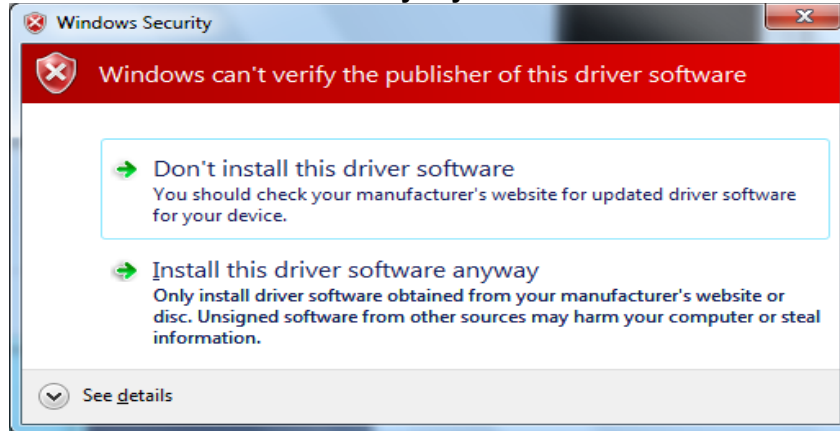 Windows Security
Windows can't verify the publisher of this driver software
Don't install this driver software
You should check your manufacturer's website for updated driver software
for your device.
Install this driver software anyway
Only install driver software obtained from your manufacturer's website or
disc. Unsigned software from other sources may harm your computer or steal
information.
See details